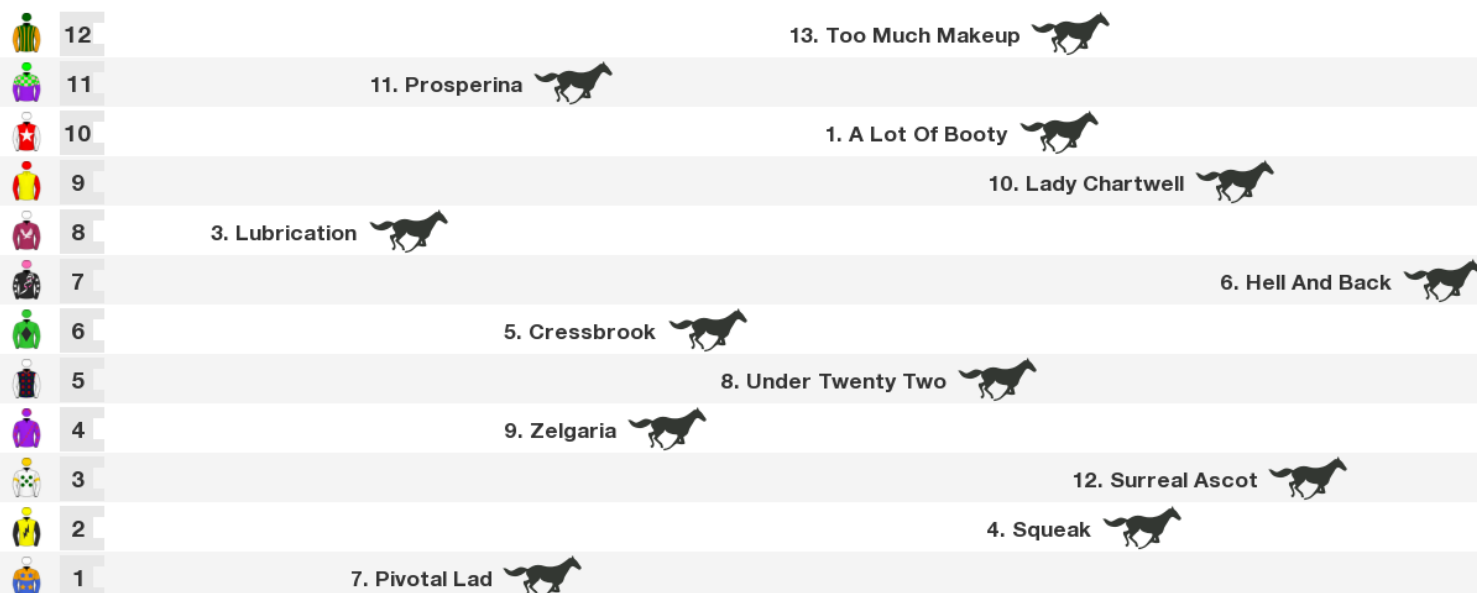 12 13. Too Much Makeup
11 11. Prosperina
10 1. A Lot Of Booty
9 10. Lady Chartwell
8 3. Lubrication
7 6. Hell And Back
6 5. Cressbrook
5 8. Under Twenty Two
4 9. Zelgaria
3 12. Surreal Ascot
2 4. Squeak
1 7. Pivotal Lad